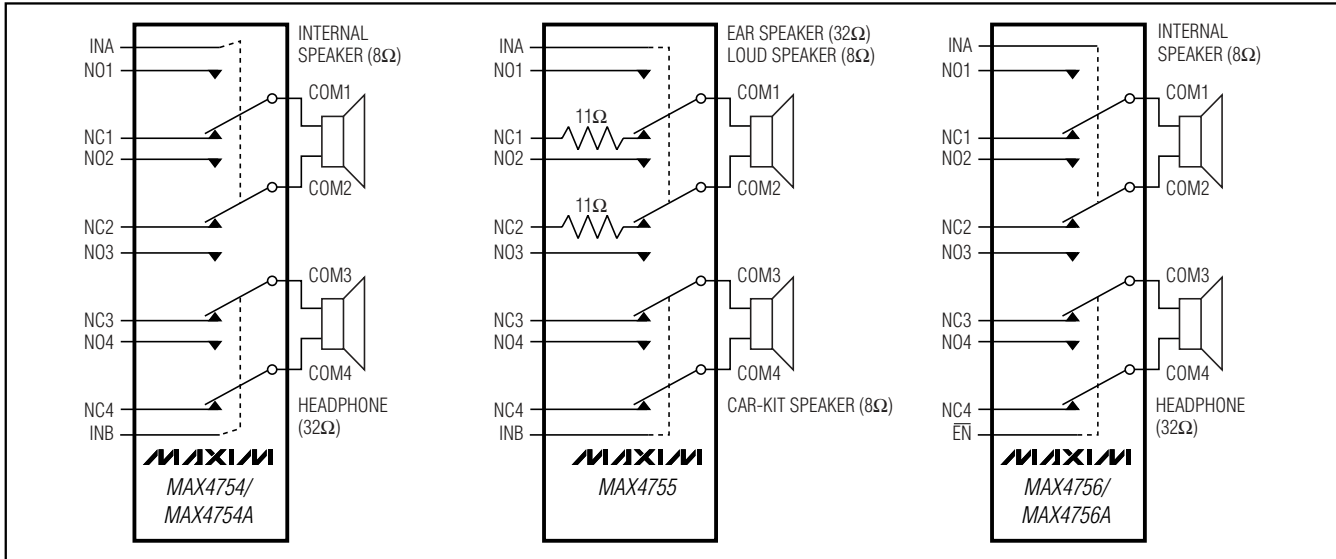 INTERNAL
SPEAKER (8Ω)
INA
NO1
COM1
NC1
NO2
COM2
NC2
NO3
COM3
NC3
NO4
COM4
NC4
INB
HEADPHONE
(32Ω)
MAXIM
MAX4754/
MAX4754A
EAR SPEAKER (32Ω)
LOUD SPEAKER (8Ω)
INA
NO1
COM1
11Ω
NC1
NO2
COM2
11Ω
NC2
NO3
COM3
NC3
NO4
COM4
NC4
INB
CAR-KIT SPEAKER (8Ω)
MAXIM
MAX4755
INTERNAL
SPEAKER (8Ω)
INA
NO1
COM1
NC1
NO2
COM2
NC2
NO3
COM3
NC3
NO4
COM4
NC4
E̅N̅
HEADPHONE
(32Ω)
MAXIM
MAX4756/
MAX4756A